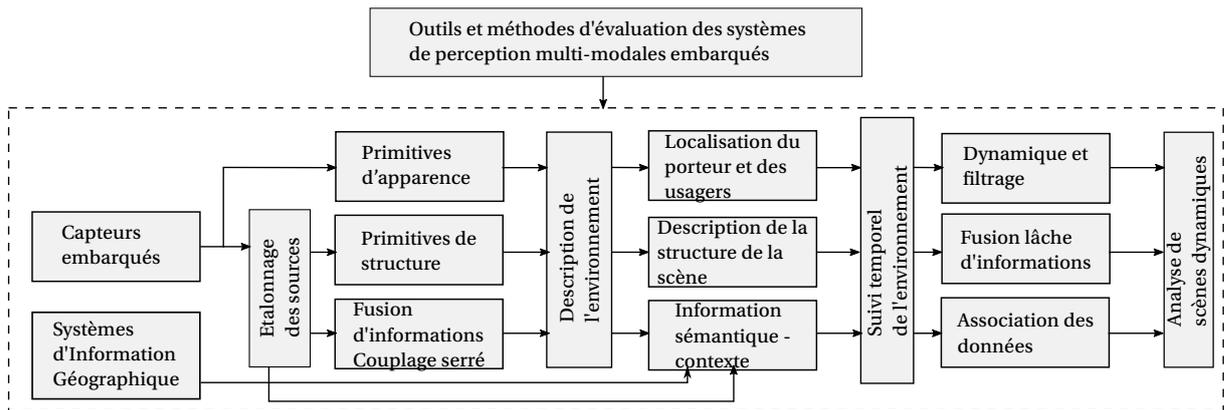 Outils et méthodes d'évaluation des systèmes
de perception multi-modales embarqués
Capteurs
embarqués
Systèmes
d'Information
Géographique
Etalonnage
des sources
Primitives
d’apparence
Primitives de
structure
Fusion
d'informations
Couplage serré
Description de
l'environnement
Localisation du
porteur et des
usagers
Description de la
structure de la
scène
Information
sémantique -
contexte
Suivi temporel
de l'environnement
Dynamique et
filtrage
Fusion lâche
d'informations
Association des
données
Analyse de
scènes dynamiques